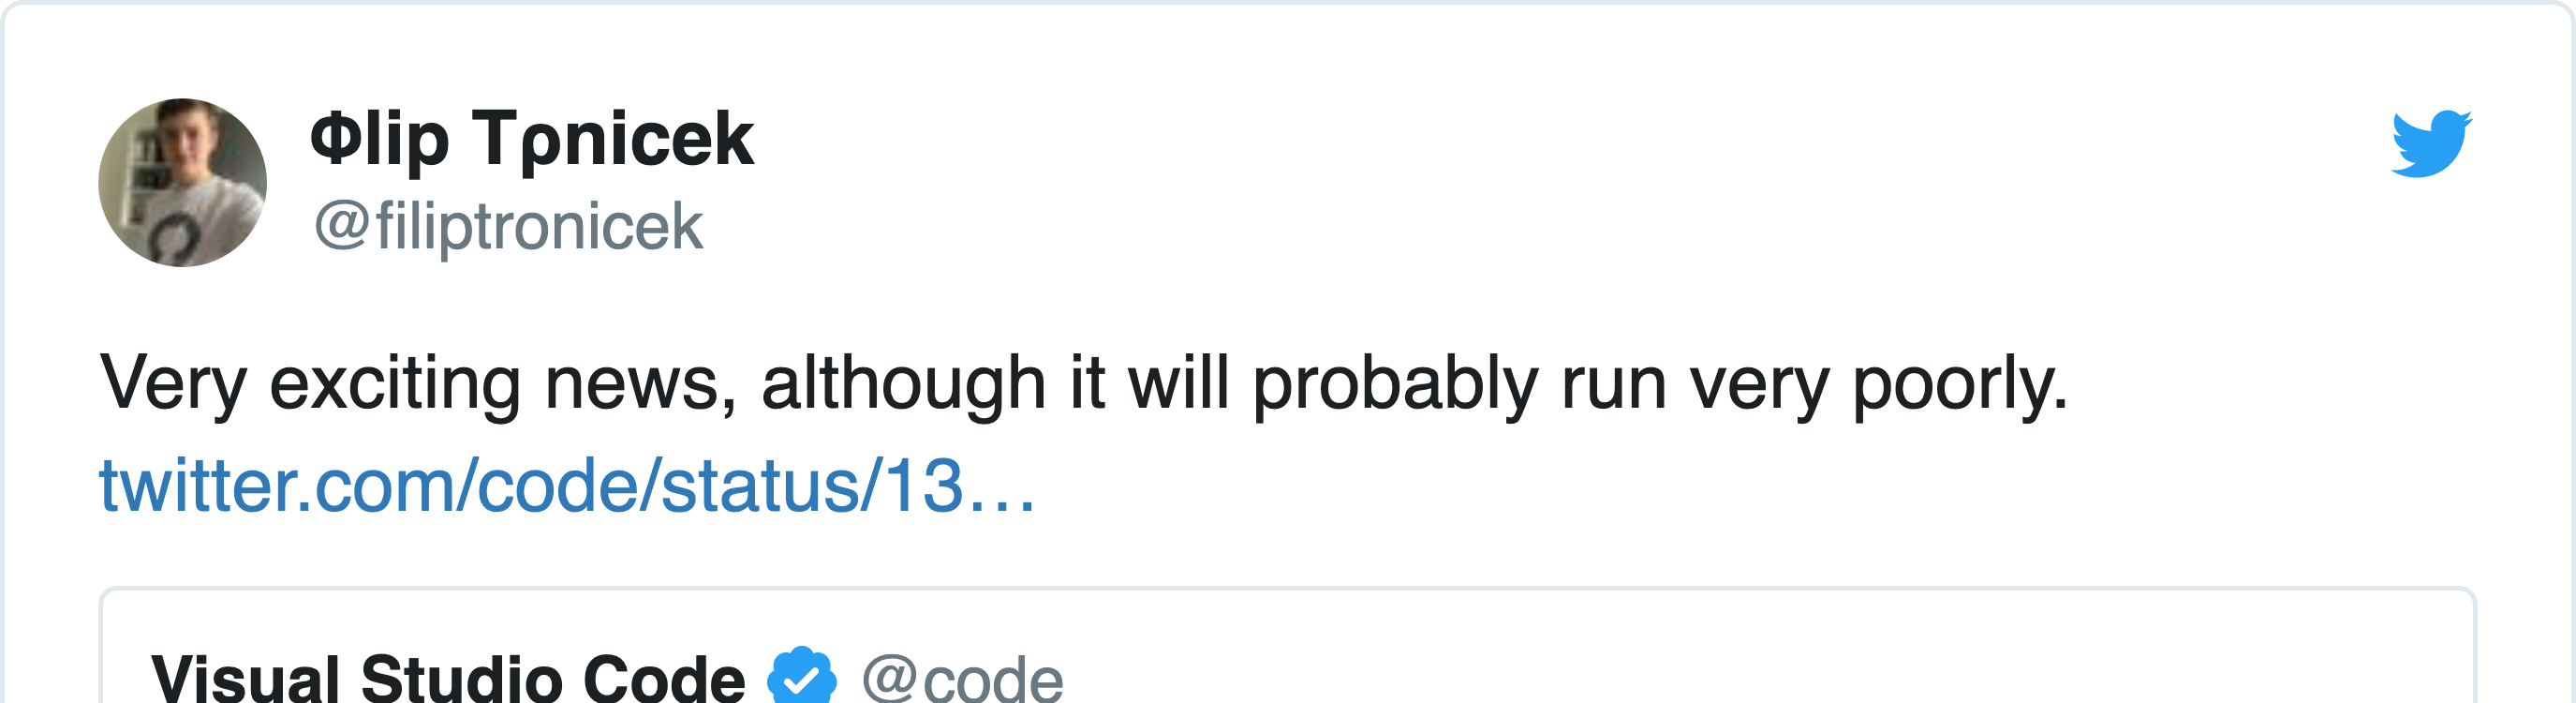 Φlip Tρnicek
@filiptronicek
Very exciting news, although it will probably run very poorly.
twitter.com/code/status/13…
Visual Studio Code @code